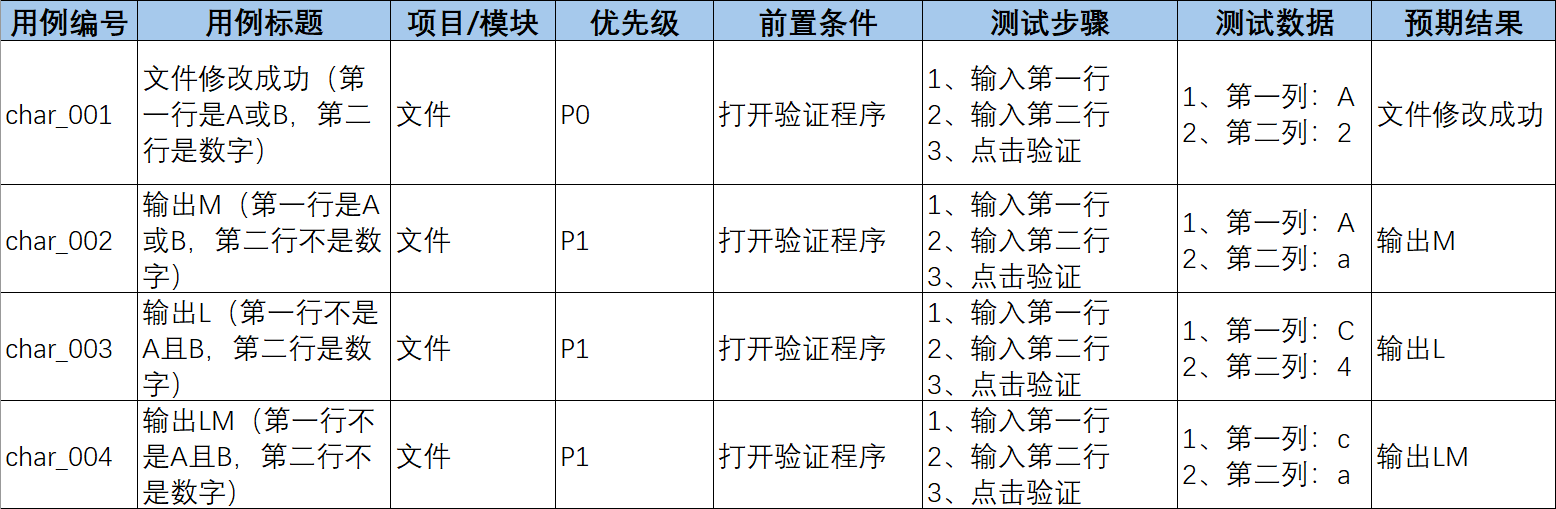 用例编号 用例标题 项目/模块 优先级 前置条件 测试步骤 测试数据 预期结果
char_001
文件修改成功（第
一行是A或B，第二
行是数字）
文件
P0
打开验证程序
1、输入第一行
2、输入第二行
3、点击验证
1、第一列：A
2、第二列：2
文件修改成功
char_002
输出M（第一行是A
或B，第二行不是数
字）
文件
P1
打开验证程序
1、输入第一行
2、输入第二行
3、点击验证
1、第一列：A
2、第二列：a
输出M
char_003
输出L（第一行不是
A且B，第二行是数
字）
文件
P1
打开验证程序
1、输入第一行
2、输入第二行
3、点击验证
1、第一列：C
2、第二列：4
输出L
char_004
输出LM（第一行不
是A且B，第二行不
是数字）
文件
P1
打开验证程序
1、输入第一行
2、输入第二行
3、点击验证
1、第一列：c
2、第二列：a
输出LM